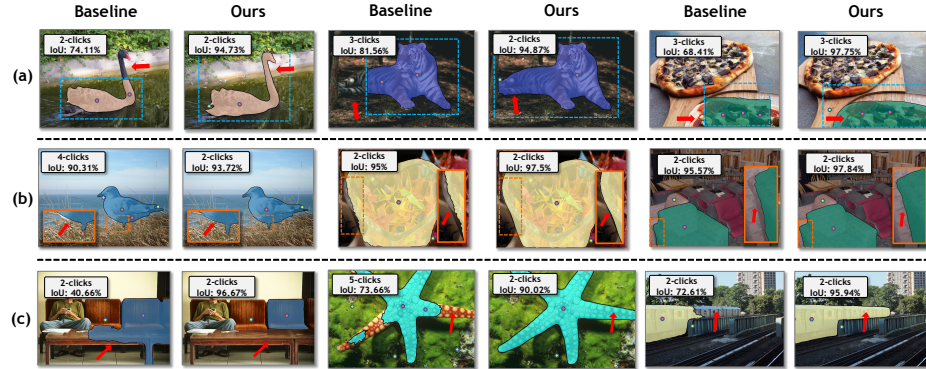 Baseline Ours Baseline Ours Baseline Ours
(a)
2-clicks
IoU: 74.11%
2-clicks
IoU: 94.73%
3-clicks
IoU: 81.56%
2-clicks
IoU: 94.87%
3-clicks
IoU: 68.41%
3-clicks
IoU: 97.75%
(b)
4-clicks
IoU: 90.31%
2-clicks
IoU: 93.72%
2-clicks
IoU: 95%
2-clicks
IoU: 97.5%
2-clicks
IoU: 95.57%
2-clicks
IoU: 97.84%
(c)
2-clicks
IoU: 40.66%
2-clicks
IoU: 96.67%
5-clicks
IoU: 73.66%
2-clicks
IoU: 90.02%
2-clicks
IoU: 72.61%
2-clicks
IoU: 95.94%